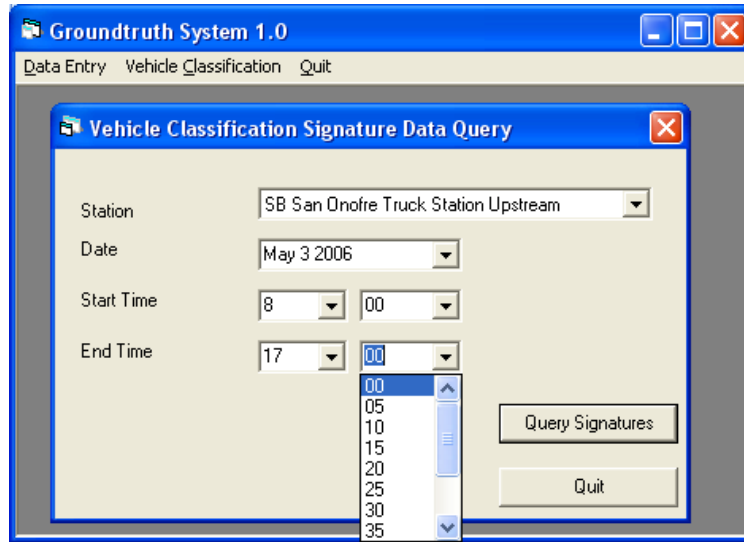 Groundtruth System 1.0
Data Entry Vehicle Classification Quit
Vehicle Classification Signature Data Query
Station SB San Onofre Truck Station Upstream
Date May 3 2006
Start Time 8 00
End Time 17 00
00
05
10
15
20
25
30
35
Query Signatures
Quit